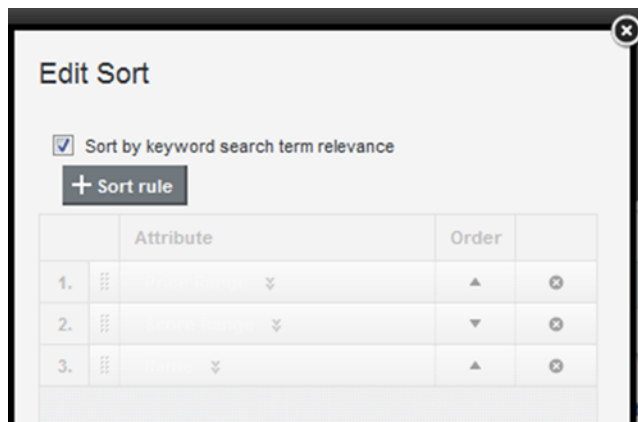 Edit Sort
Sort by keyword search term relevance
+ Sort rule
Attribute Order
1.
2.
3.